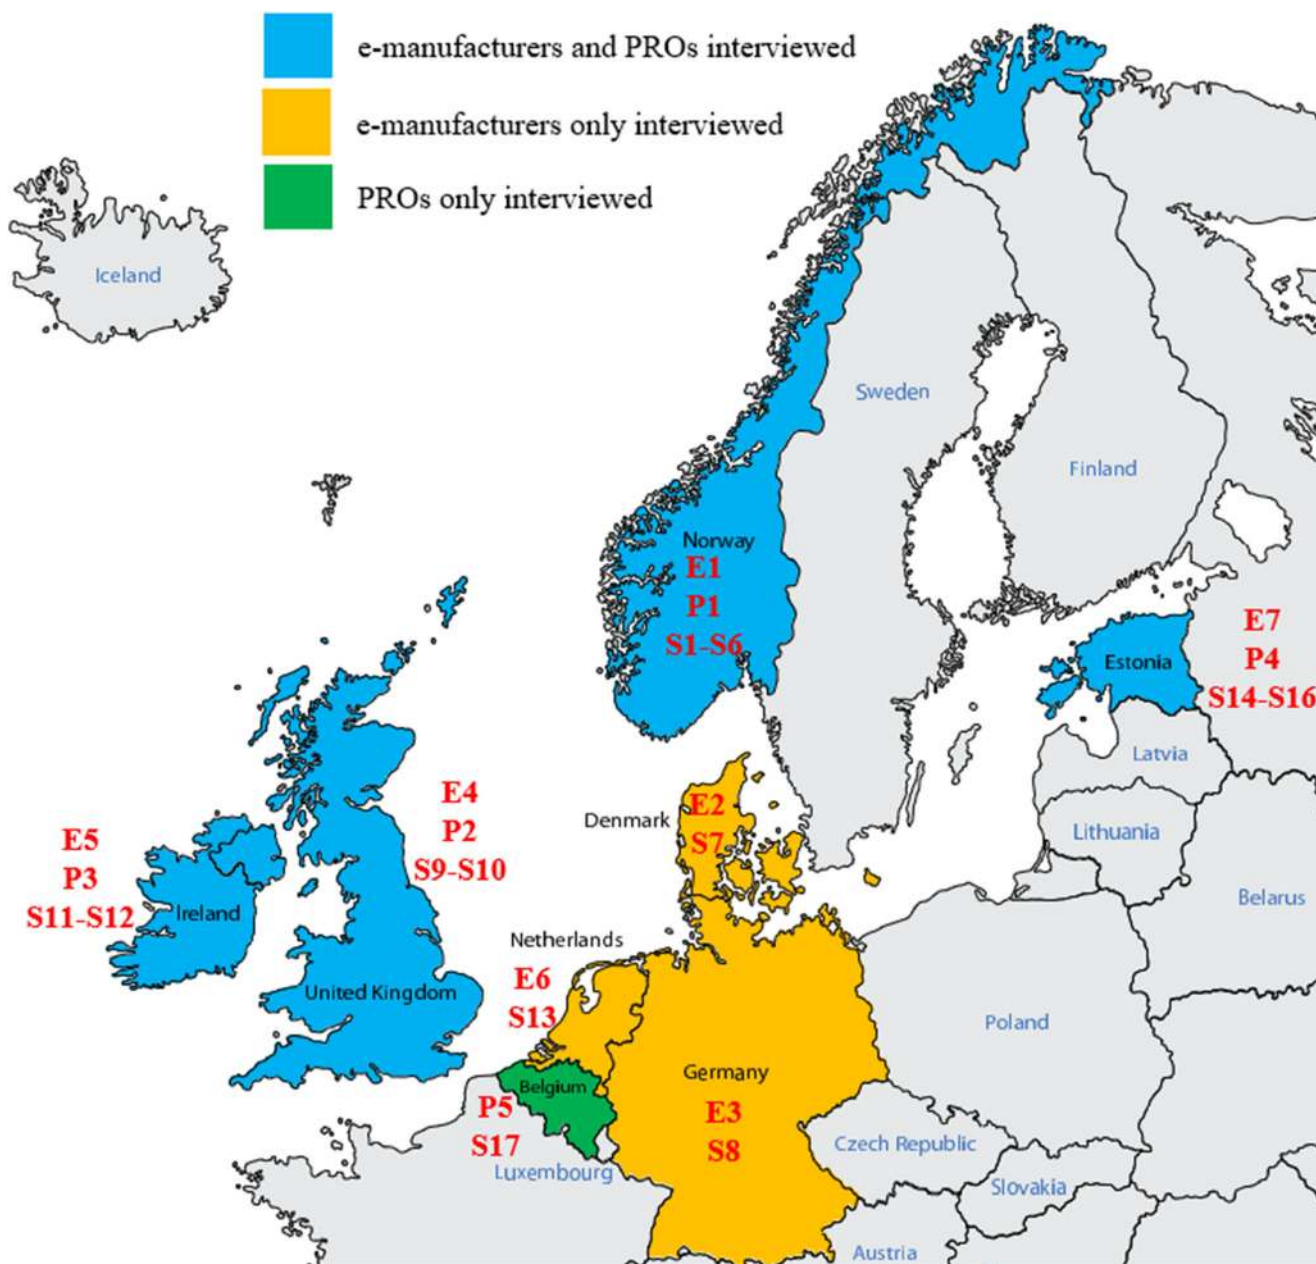 e-manufacturers and PROs interviewed
e-manufacturers only interviewed
PROs only interviewed
Iceland
Sweden
Finland
Norway
E1
P1
S1-S6
E7
P4
S14-S16
Estonia
Latvia
Lithuania
Belarus
E4
P2
S9-S10
E5
P3
S11-S12
Ireland
United Kingdom
Denmark
E2
S7
Netherlands
E6
S13
Poland
Germany
E3
S8
Belgium
P5
S17
Luxembourg
Czech Republic
Slovakia
Austria